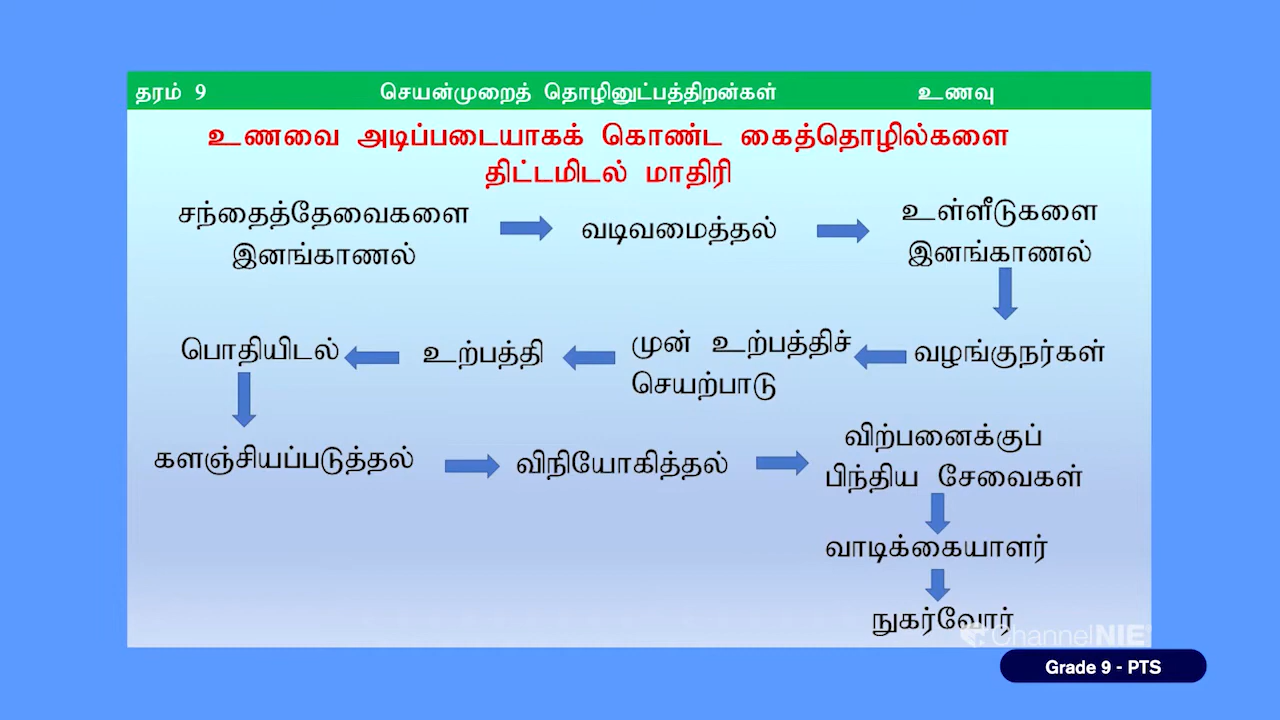 தரம் 9 செயன்முறைத் தொழினுட்பத்திறன்கள் உணவு
உணவை அடிப்படையாகக் கொண்ட கைத்தொழில்களை
திட்டமிடல் மாதிரி
சந்தைத்தேவைகளை
இனங்காணல்
வடிவமைத்தல்
உள்ளீடுகளை
இனங்காணல்
வழங்குநர்கள்
முன் உற்பத்திச்
செயற்பாடு
உற்பத்தி
பொதியிடல்
களஞ்சியப்படுத்தல்
விநியோகித்தல்
விற்பனைக்குப்
பிந்திய சேவைகள்
வாடிக்கையாளர்
நுகர்வோர்
ChannelNIE
Grade 9 - PTS